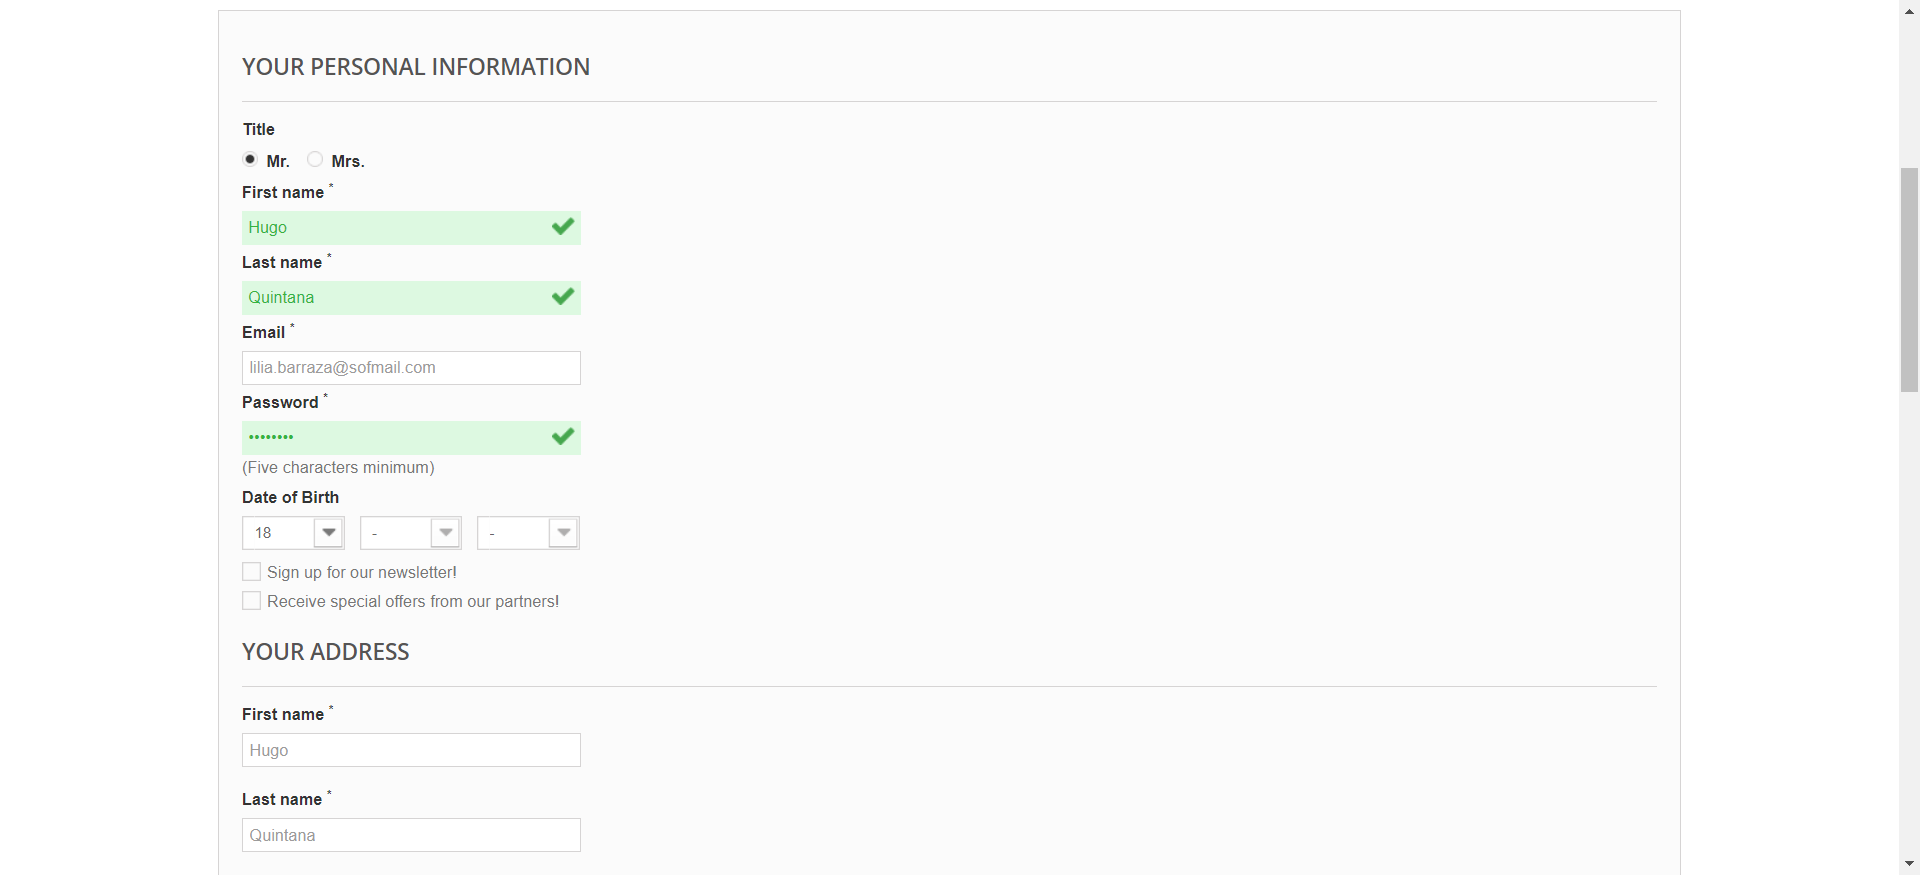 YOUR PERSONAL INFORMATION
Title
Mr. Mrs.
First name *
Hugo
Last name *
Quintana
Email *
lilia.barraza@sofmail.com
Password *
••••••••
(Five characters minimum)
Date of Birth
18 - -
Sign up for our newsletter!
Receive special offers from our partners!
YOUR ADDRESS
First name *
Hugo
Last name *
Quintana